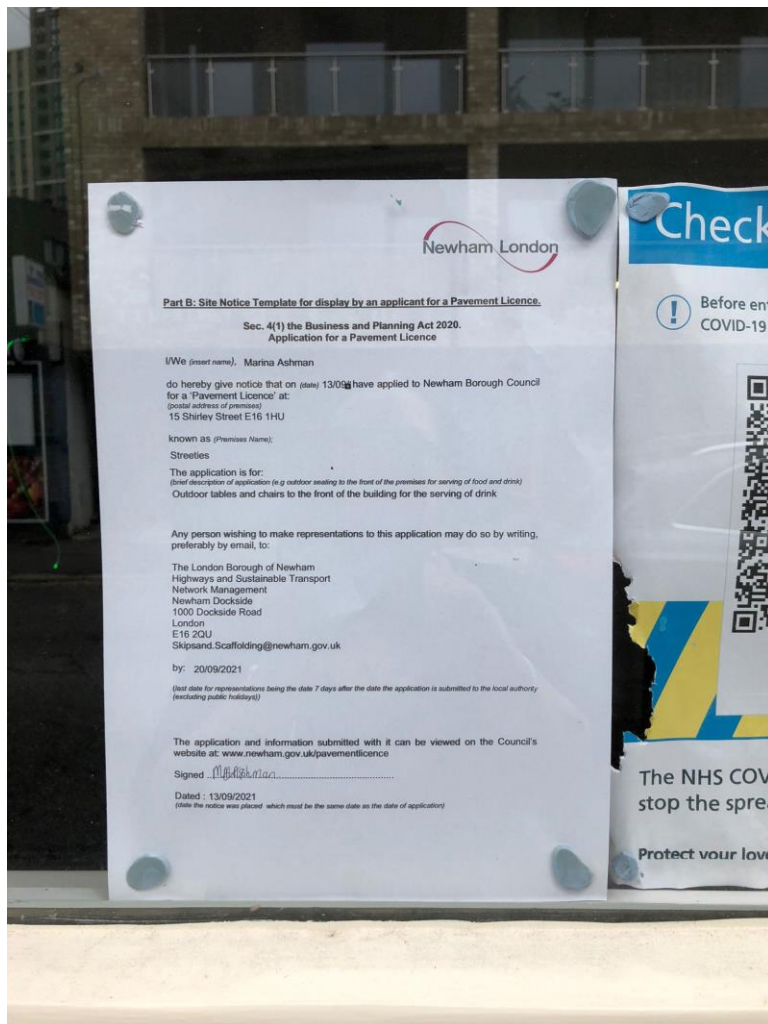 Newham London
Part B: Site Notice Template for display by an applicant for a Pavement Licence.
Sec. 4(1) the Business and Planning Act 2020.
Application for a Pavement Licence
I/We (insert name), Marina Ashman
do hereby give notice that on (date) 13/09 have applied to Newham Borough Council
for a 'Pavement Licence' at:
(postal address of premises)
15 Shirley Street E16 1HU
known as (Premises Name);
Streeties
The application is for:
(brief description of application (e.g outdoor seating to the front of the premises for serving of food and drink)
Outdoor tables and chairs to the front of the building for the serving of drink
Any person wishing to make representations to this application may do so by writing,
preferably by email, to:
The London Borough of Newham
Highways and Sustainable Transport
Network Management
Newham Dockside
1000 Dockside Road
London
E16 2QU
Skipsand.Scaffolding@newham.gov.uk
by: 20/09/2021
(last date for representations being the date 7 days after the date the application is submitted to the local authority
(excluding public holidays))
The application and information submitted with it can be viewed on the Council's
website at: www.newham.gov.uk/pavementlicence
Signed MAshman
Dated : 13/09/2021
(date the notice was placed which must be the same date as the date of application)
Check
Before ent
COVID-19
The NHS COV
stop the sprea
Protect your love